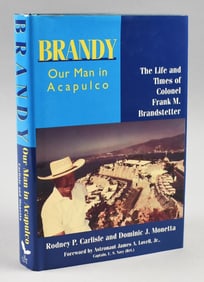 BRANDY
Our Man in
Acapulco
The Life and
Times of
Colonel
Frank M.
Brandstetter
Rodney P. Carlisle and Dominic J. Monetta
Foreword by Astronaut James A. Lovell, Jr.,
Captain, U. S. Navy (Ret.)
BRANDY
Our Man in Acapulco